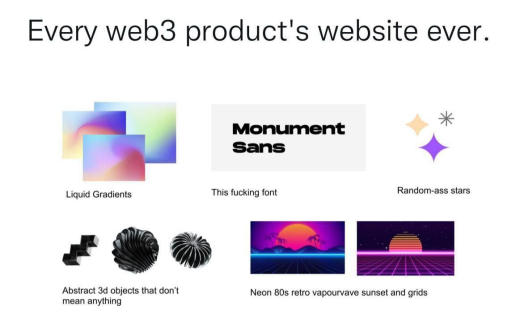 Every web3 product's website ever.
Monument
Sans
Liquid Gradients
This fucking font
Random-ass stars
Abstract 3d objects that don't
mean anything
Neon 80s retro vapourvave sunset and grids